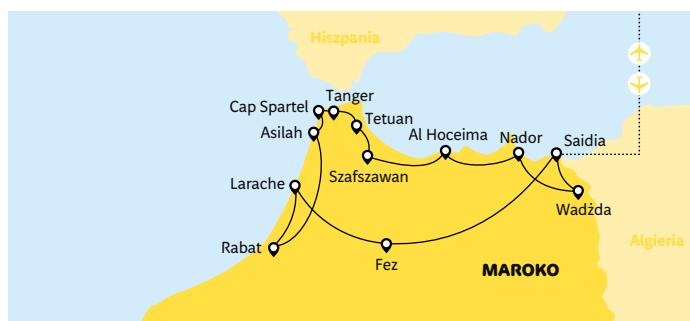 Hiszpania
Tanger
Cap Spartel
Tetuan
Asilah
Al Hoceima
Nador
Saidia
Szafszawan
Larache
Wadżda
Rabat
Algieria
Fez
MAROKO